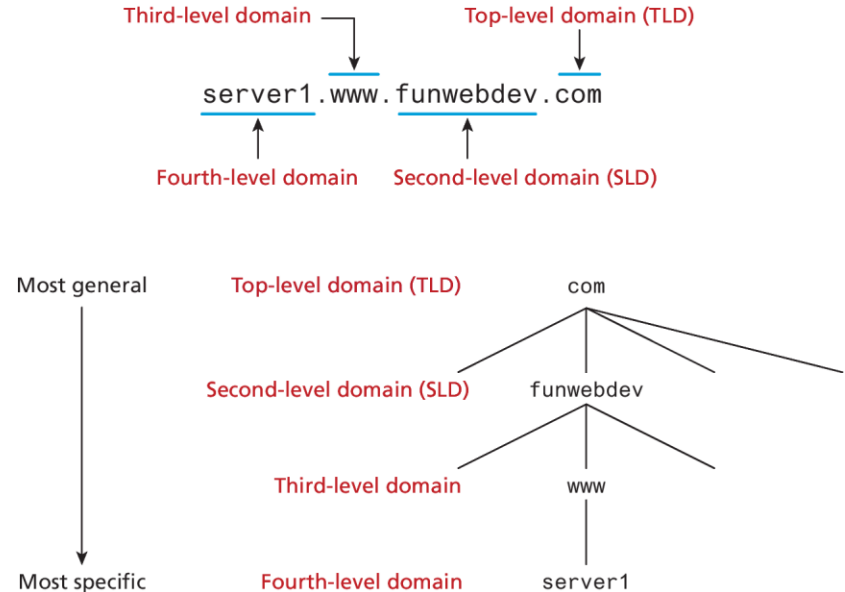 Third-level domain Top-level domain (TLD)
server1.www.funwebdev.com
Fourth-level domain Second-level domain (SLD)
Most general Top-level domain (TLD) com
Second-level domain (SLD) funwebdev
Third-level domain www
Most specific Fourth-level domain server1